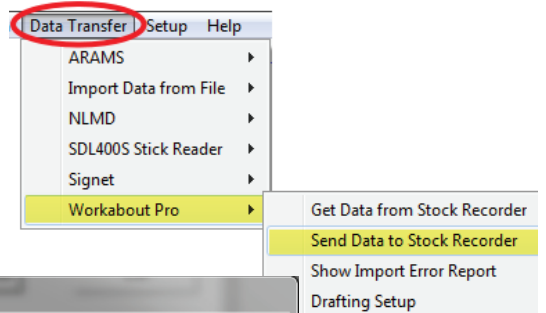 Data Transfer Setup Help
ARAMS
Import Data from File
NLMD
SDL400S Stick Reader
Signet
Workabout Pro
Get Data from Stock Recorder
Send Data to Stock Recorder
Show Import Error Report
Drafting Setup